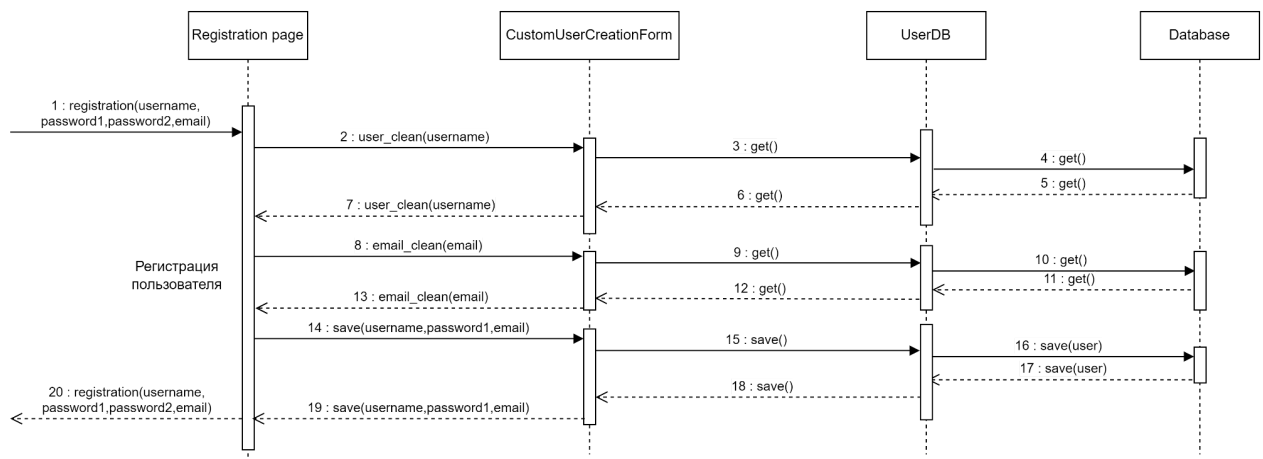 Registration page
CustomUserCreationForm
UserDB
Database
1 : registration(username,
password1,password2,email)
2 : user_clean(username)
3 : get()
4 : get()
5 : get()
6 : get()
7 : user_clean(username)
8 : email_clean(email)
9 : get()
10 : get()
11 : get()
12 : get()
13 : email_clean(email)
Регистрация
пользователя
14 : save(username,password1,email)
15 : save()
16 : save(user)
17 : save(user)
18 : save()
19 : save(username,password1,email)
20 : registration(username,
password1,password2,email)